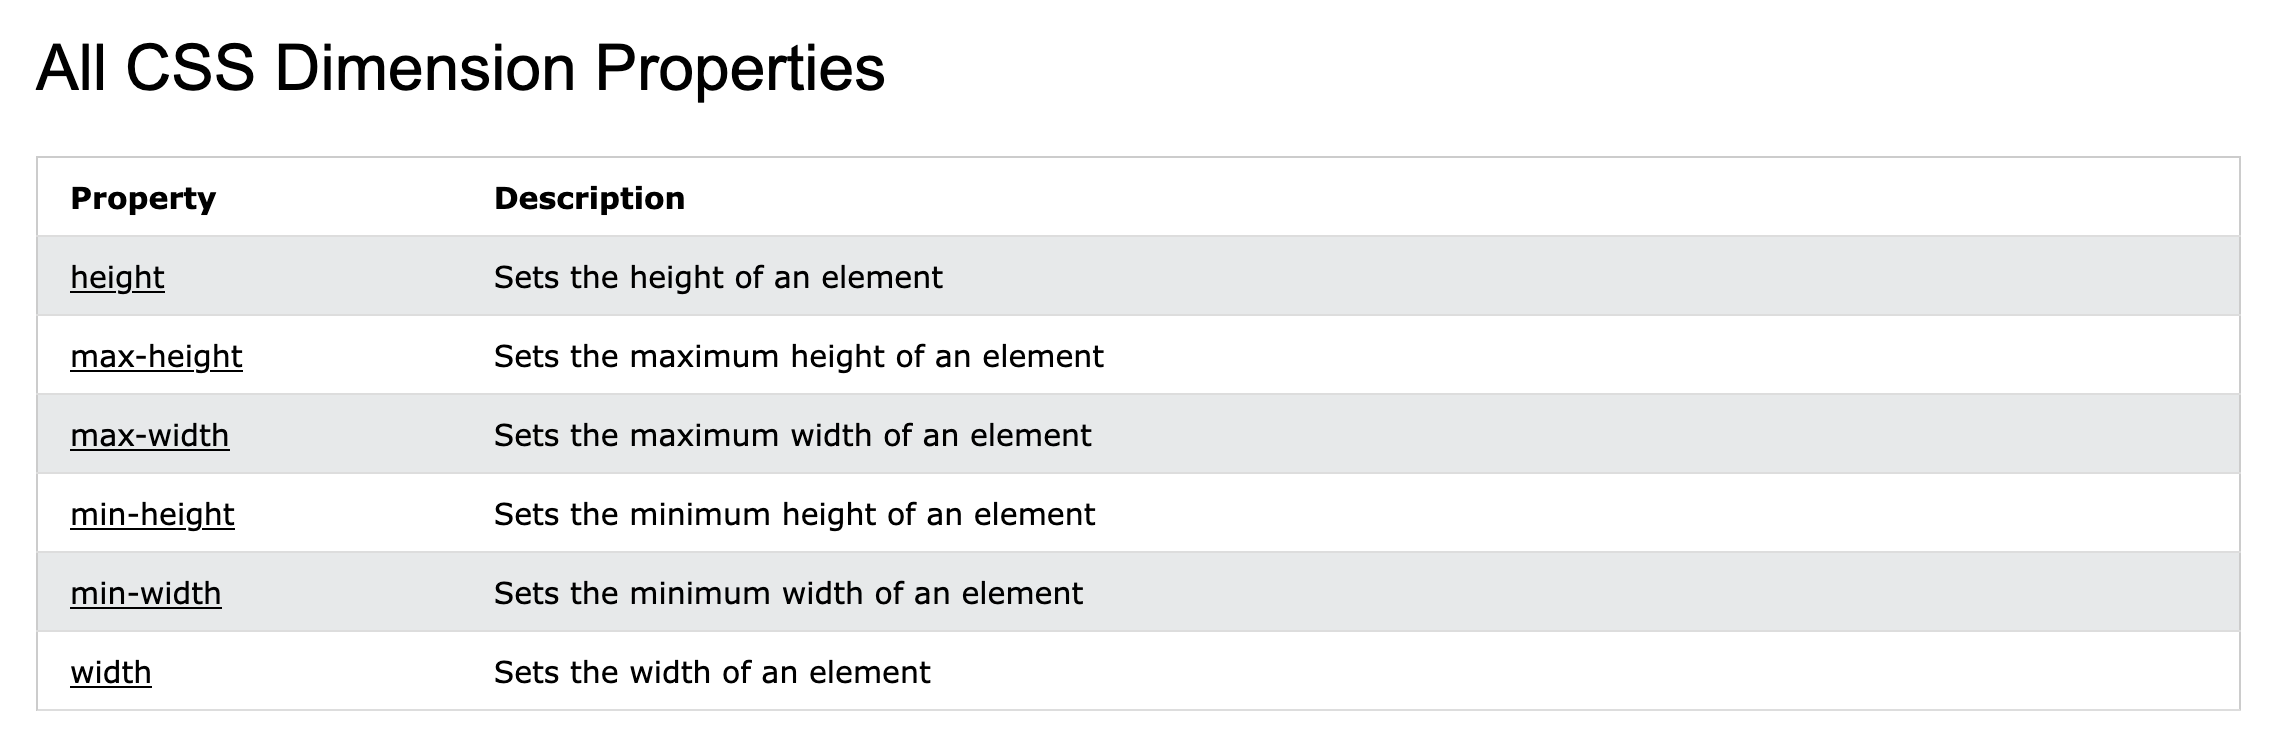 All CSS Dimension Properties
Property Description
height Sets the height of an element
max-height Sets the maximum height of an element
max-width Sets the maximum width of an element
min-height Sets the minimum height of an element
min-width Sets the minimum width of an element
width Sets the width of an element